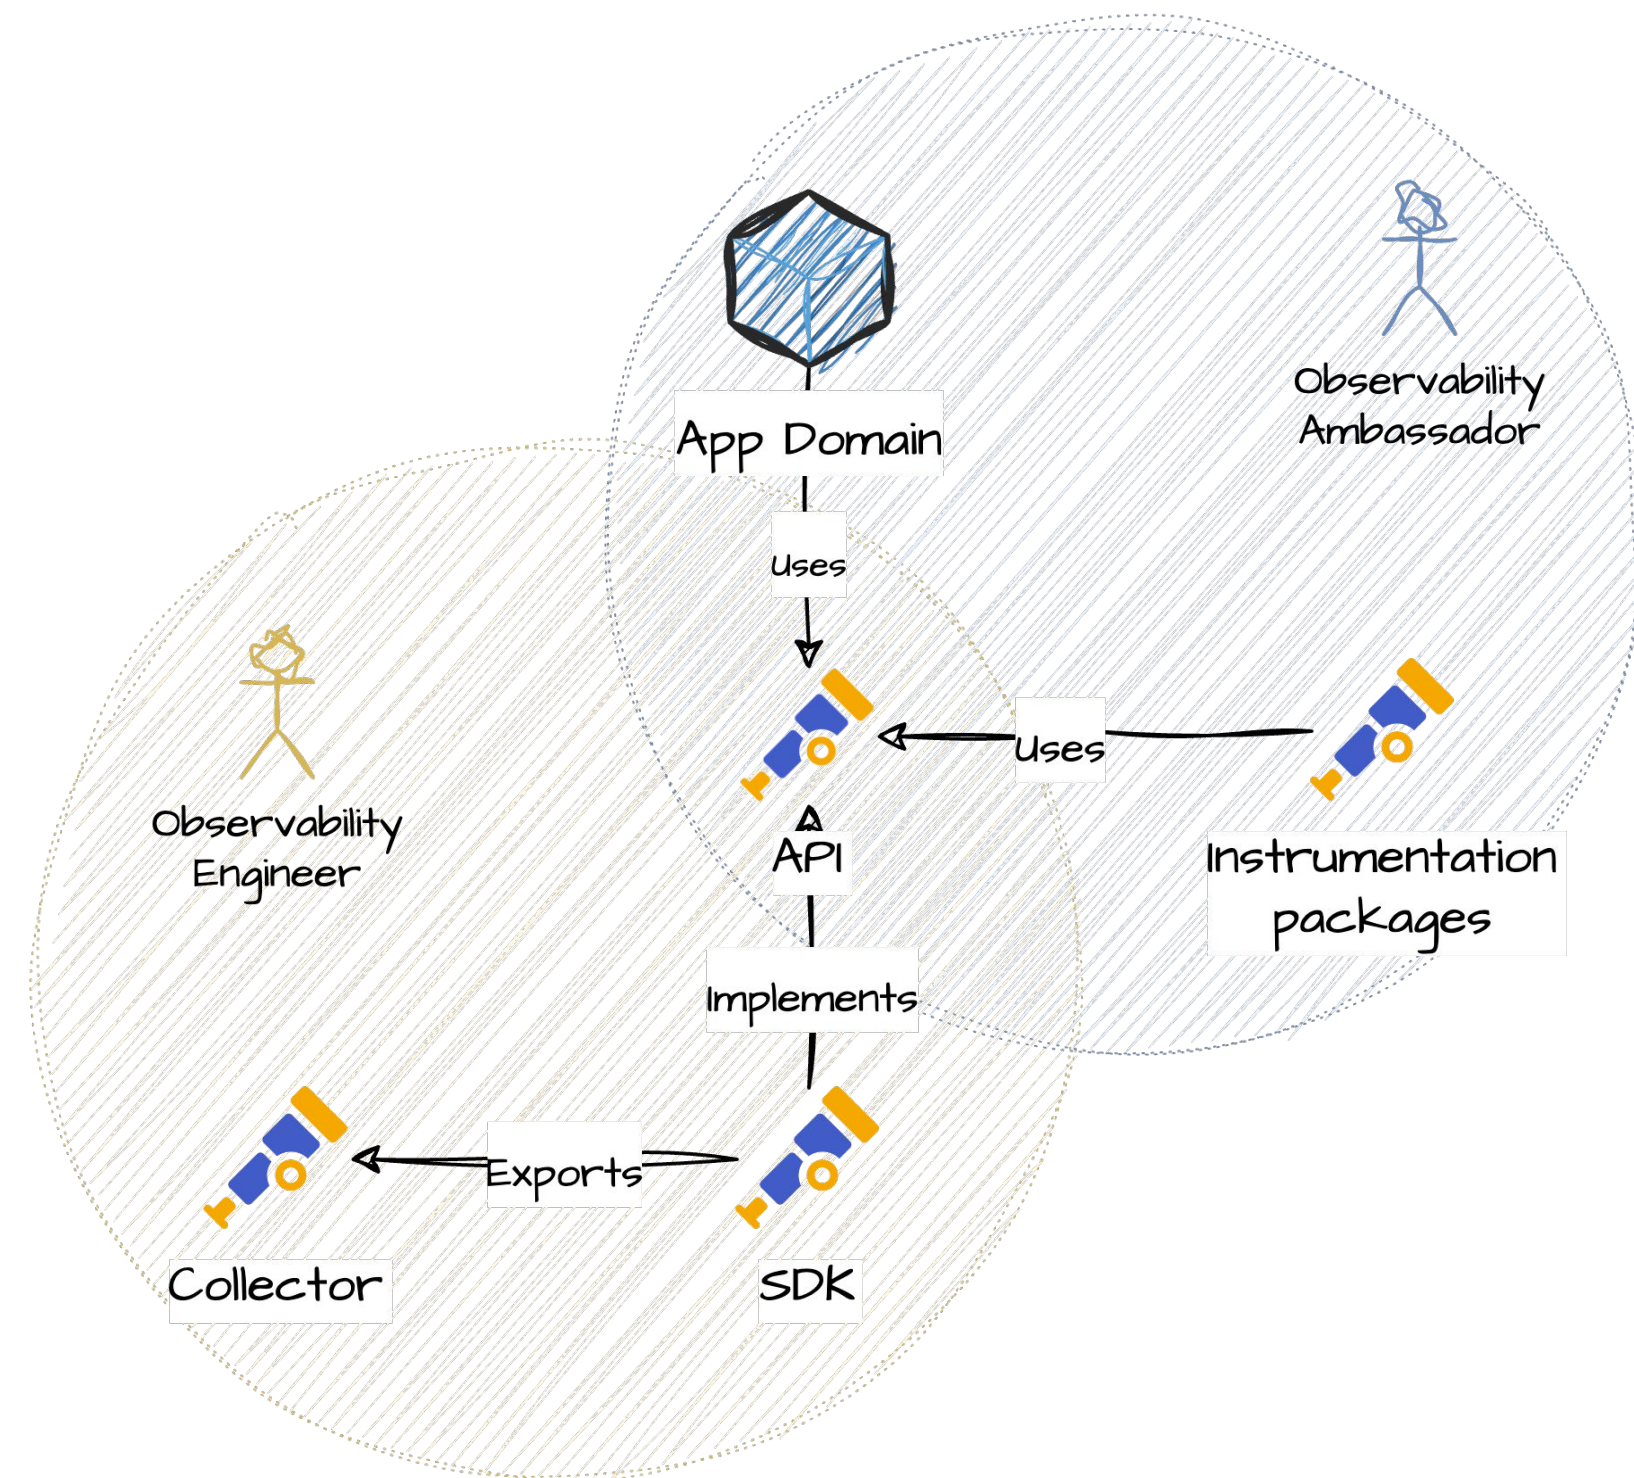 Observability
Ambassador
App Domain
Uses
Uses
Observability
Engineer
API
Instrumentation
packages
Implements
Exports
Collector
SDK